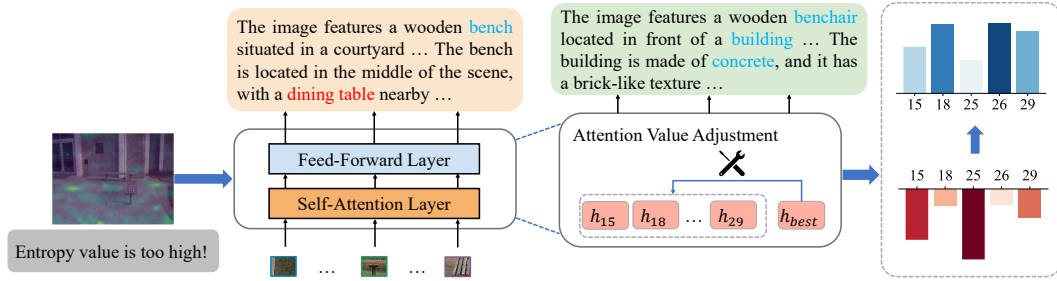 The image features a wooden bench
situated in a courtyard … The bench
is located in the middle of the scene,
with a dining table nearby …
The image features a wooden benchair
located in front of a building … The
building is made of concrete, and it has
a brick-like texture …
15 18 25 26 29
Feed-Forward Layer
Self-Attention Layer
Entropy value is too high!
… …
Attention Value Adjustment
h15 h18 … h29 hbest
15 18 25 26 29